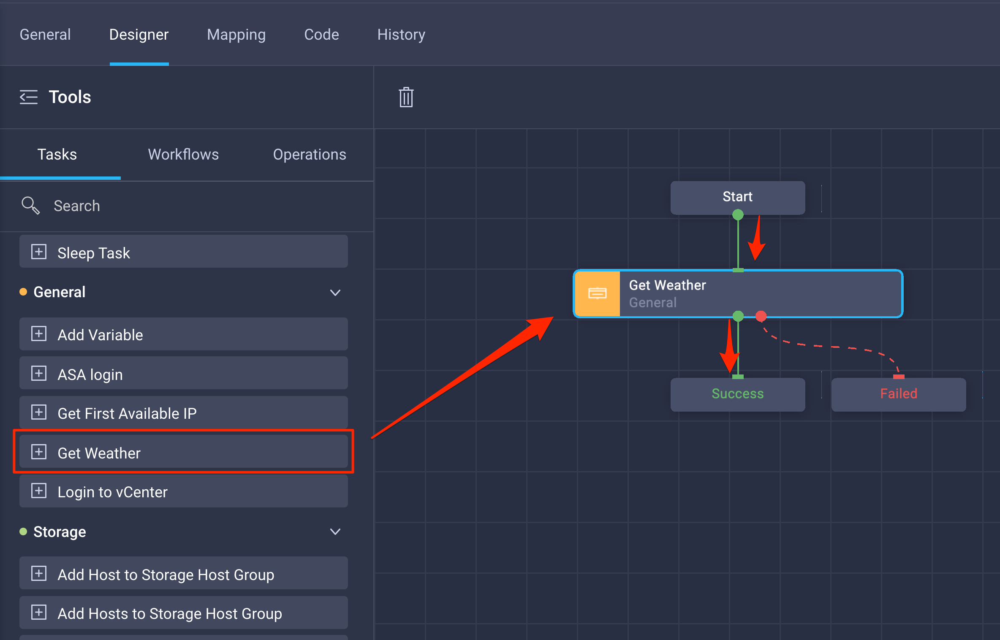 General
Designer
Mapping
Code
History
Tools
Tasks
Workflows
Operations
Search
Sleep Task
General
Add Variable
ASA login
Get First Available IP
Get Weather
Login to vCenter
Storage
Add Host to Storage Host Group
Add Hosts to Storage Host Group
Start
Get Weather
General
Success
Failed